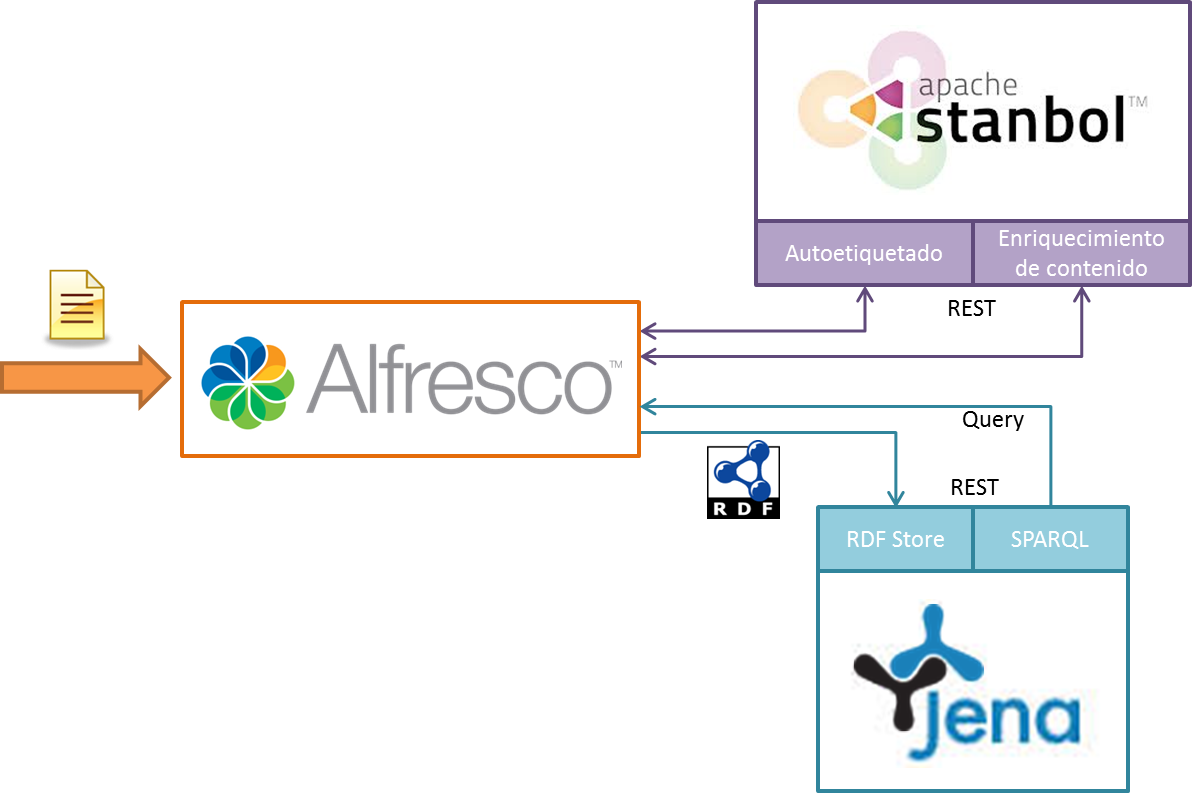 apache
stanbol™
Autoetiquetado
Enriquecimiento
de contenido
REST
Alfresco™
Query
RDF
REST
RDF Store
SPARQL
jena